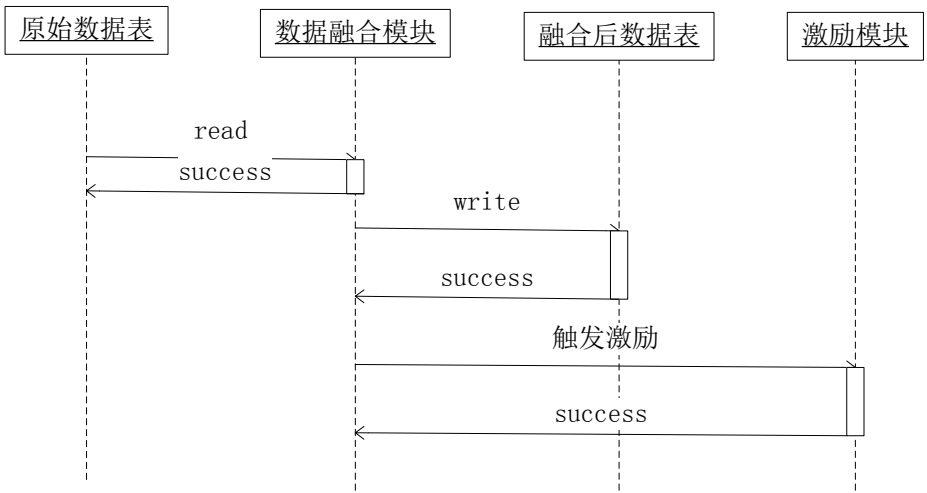 原始数据表
数据融合模块
融合后数据表
激励模块
read
success
write
success
触发激励
success